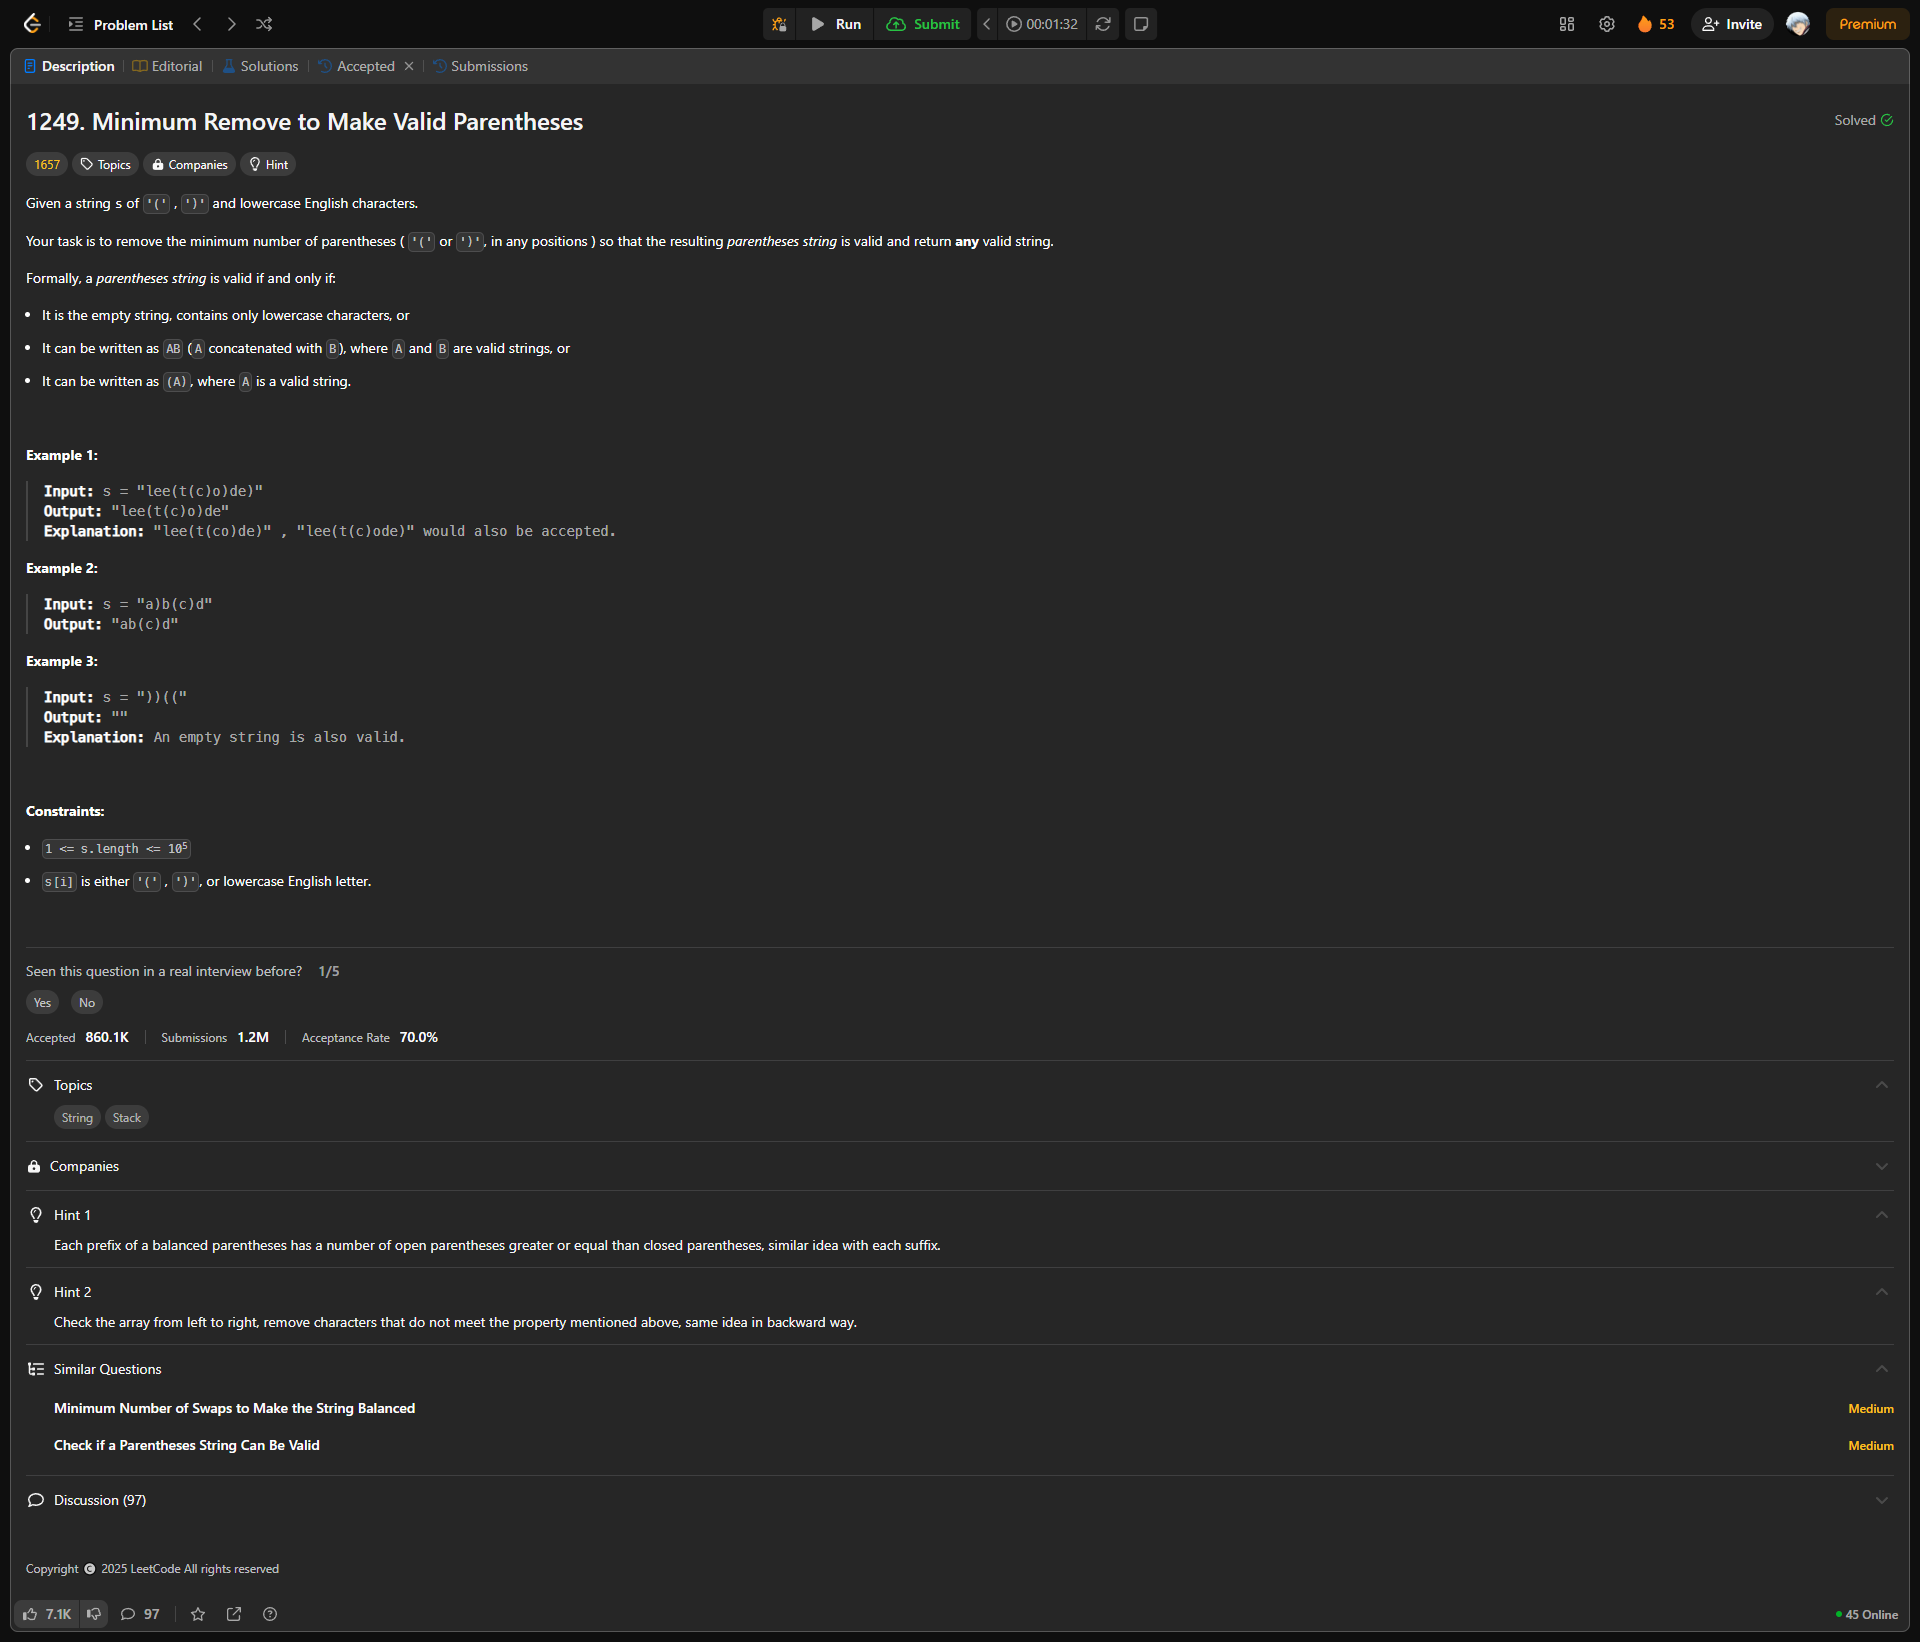 Problem List
Run
Submit
00:01:32
53
Invite
Premium
Description
Editorial
Solutions
Accepted
Submissions
1249. Minimum Remove to Make Valid Parentheses
Solved
1657
Topics
Companies
Hint
Given a string s of '(' , ')' and lowercase English characters.
Your task is to remove the minimum number of parentheses ( '(' or ')', in any positions ) so that the resulting parentheses string is valid and return any valid string.
Formally, a parentheses string is valid if and only if:
• It is the empty string, contains only lowercase characters, or
• It can be written as AB (A concatenated with B), where A and B are valid strings, or
• It can be written as (A), where A is a valid string.
Example 1:
Input: s = "lee(t(c)o)de)"
Output: "lee(t(c)o)de"
Explanation: "lee(t(co)de)" , "lee(t(c)ode)" would also be accepted.
Example 2:
Input: s = "a)b(c)d"
Output: "ab(c)d"
Example 3:
Input: s = "))(("
Output: ""
Explanation: An empty string is also valid.
Constraints:
• 1 <= s.length <= 10⁵
• s[i] is either '(' , ')', or lowercase English letter.
Seen this question in a real interview before? 1/5
Yes
No
Accepted 860.1K
Submissions 1.2M
Acceptance Rate 70.0%
Topics
String
Stack
Companies
Hint 1
Each prefix of a balanced parentheses has a number of open parentheses greater or equal than closed parentheses, similar idea with each suffix.
Hint 2
Check the array from left to right, remove characters that do not meet the property mentioned above, same idea in backward way.
Similar Questions
Minimum Number of Swaps to Make the String Balanced
Medium
Check if a Parentheses String Can Be Valid
Medium
Discussion (97)
Copyright © 2025 LeetCode All rights reserved
7.1K
97
45 Online